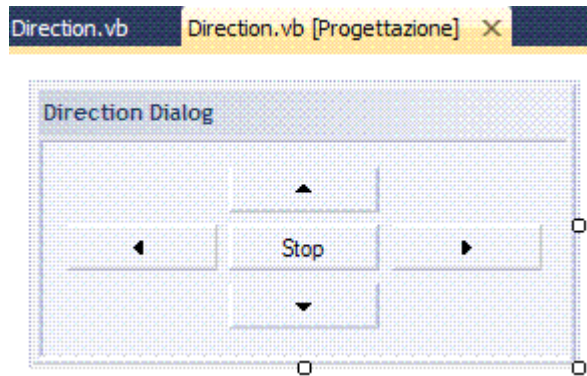 Direction.vb
Direction.vb [Progettazione]
Direction Dialog
Stop